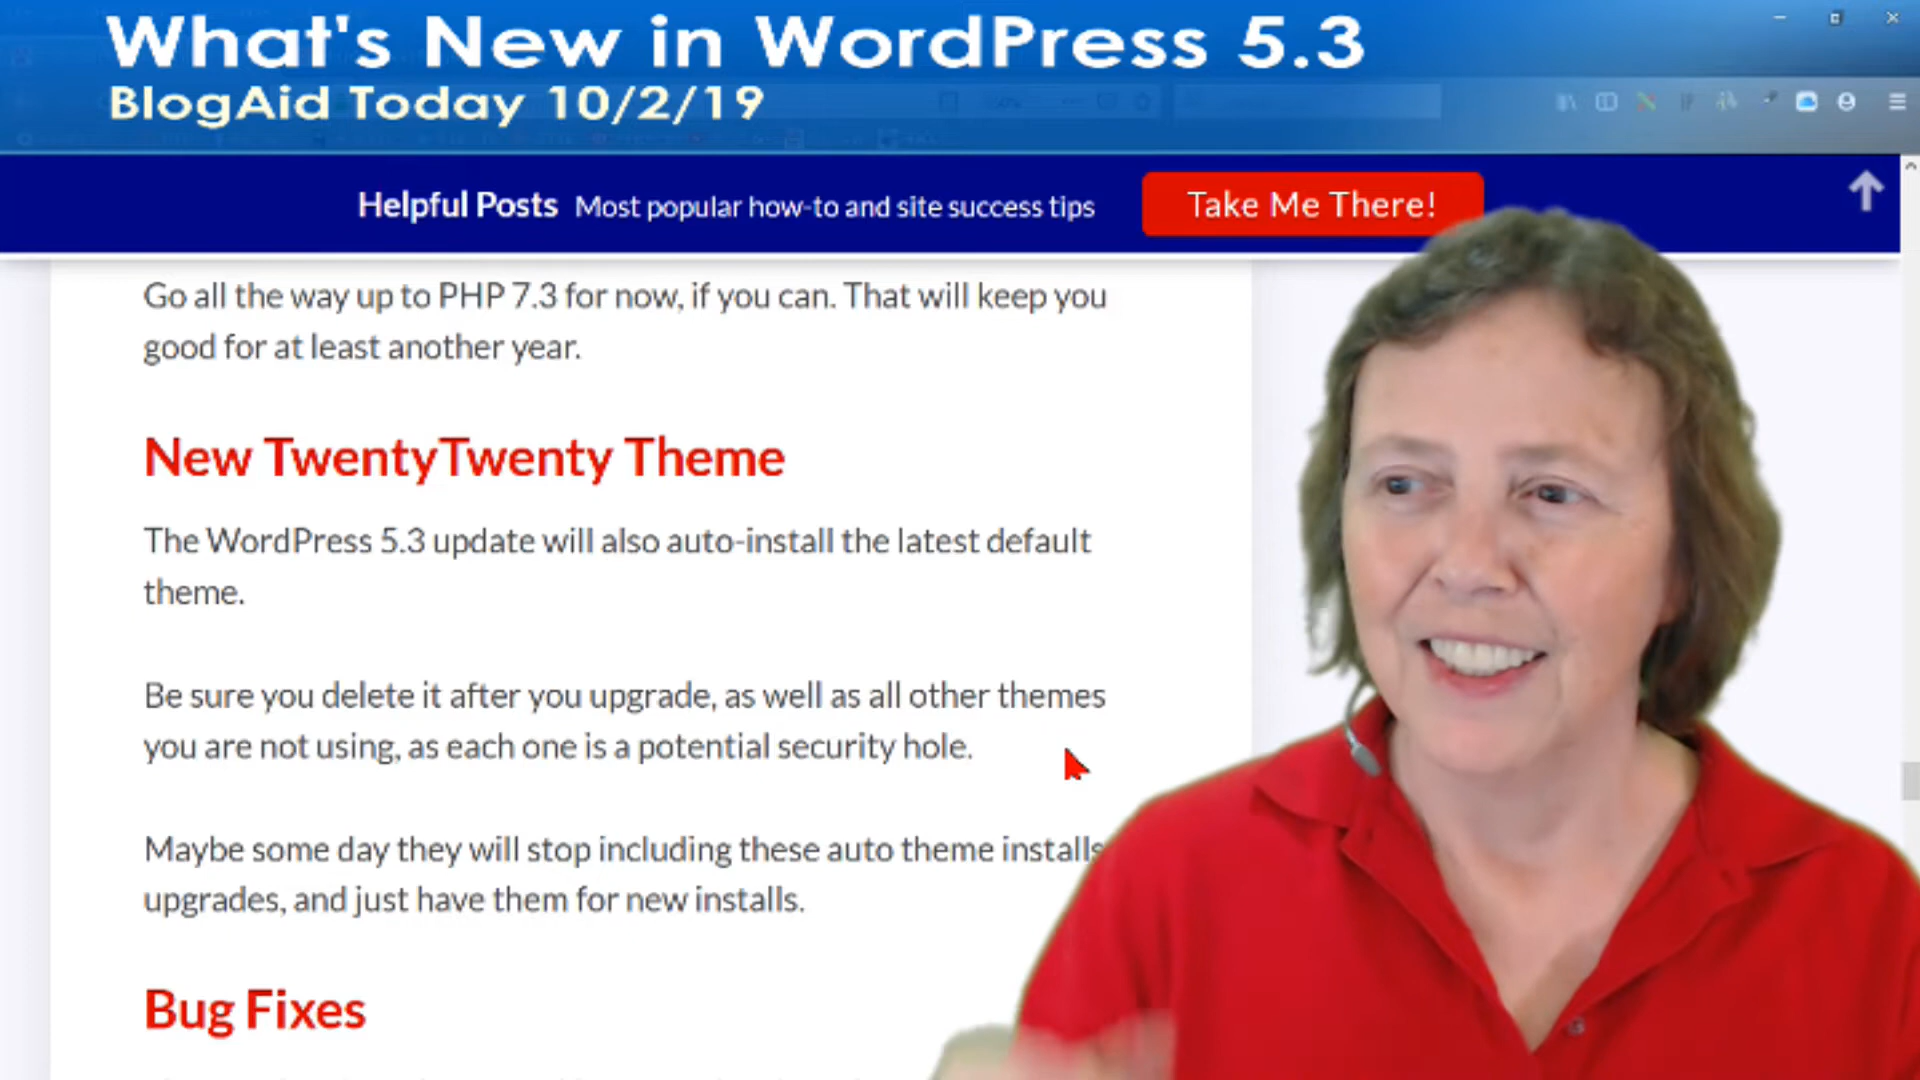 What's New in WordPress 5.3
BlogAid Today 10/2/19
Helpful Posts Most popular how-to and site success tips Take Me There!
Go all the way up to PHP 7.3 for now, if you can. That will keep you
good for at least another year.
New TwentyTwenty Theme
The WordPress 5.3 update will also auto-install the latest default
theme.
Be sure you delete it after you upgrade, as well as all other themes
you are not using, as each one is a potential security hole.
Maybe some day they will stop including these auto theme installs
upgrades, and just have them for new installs.
Bug Fixes